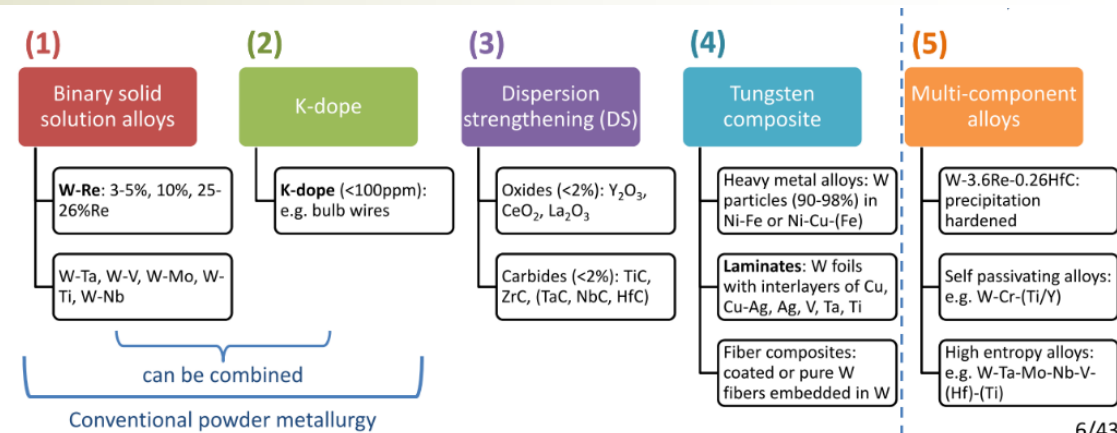 (1)
Binary solid
solution alloys
W-Re: 3-5%, 10%, 25-
26%Re
W-Ta, W-V, W-Mo, W-
Ti, W-Nb
(2)
K-dope
K-dope (<100ppm):
e.g. bulb wires
can be combined
Conventional powder metallurgy
(3)
Dispersion
strengthening (DS)
Oxides (<2%): Y₂O₃,
CeO₂, La₂O₃
Carbides (<2%): TiC,
ZrC, (TaC, NbC, HfC)
(4)
Tungsten
composite
Heavy metal alloys: W
particles (90-98%) in
Ni-Fe or Ni-Cu-(Fe)
Laminates: W foils
with interlayers of Cu,
Cu-Ag, Ag, V, Ta, Ti
Fiber composites:
coated or pure W
fibers embedded in W
(5)
Multi-component
alloys
W-3.6Re-0.26HfC:
precipitation
hardened
Self passivating alloys:
e.g. W-Cr-(Ti/Y)
High entropy alloys:
e.g. W-Ta-Mo-Nb-V-
(Hf)-(Ti)
6/43